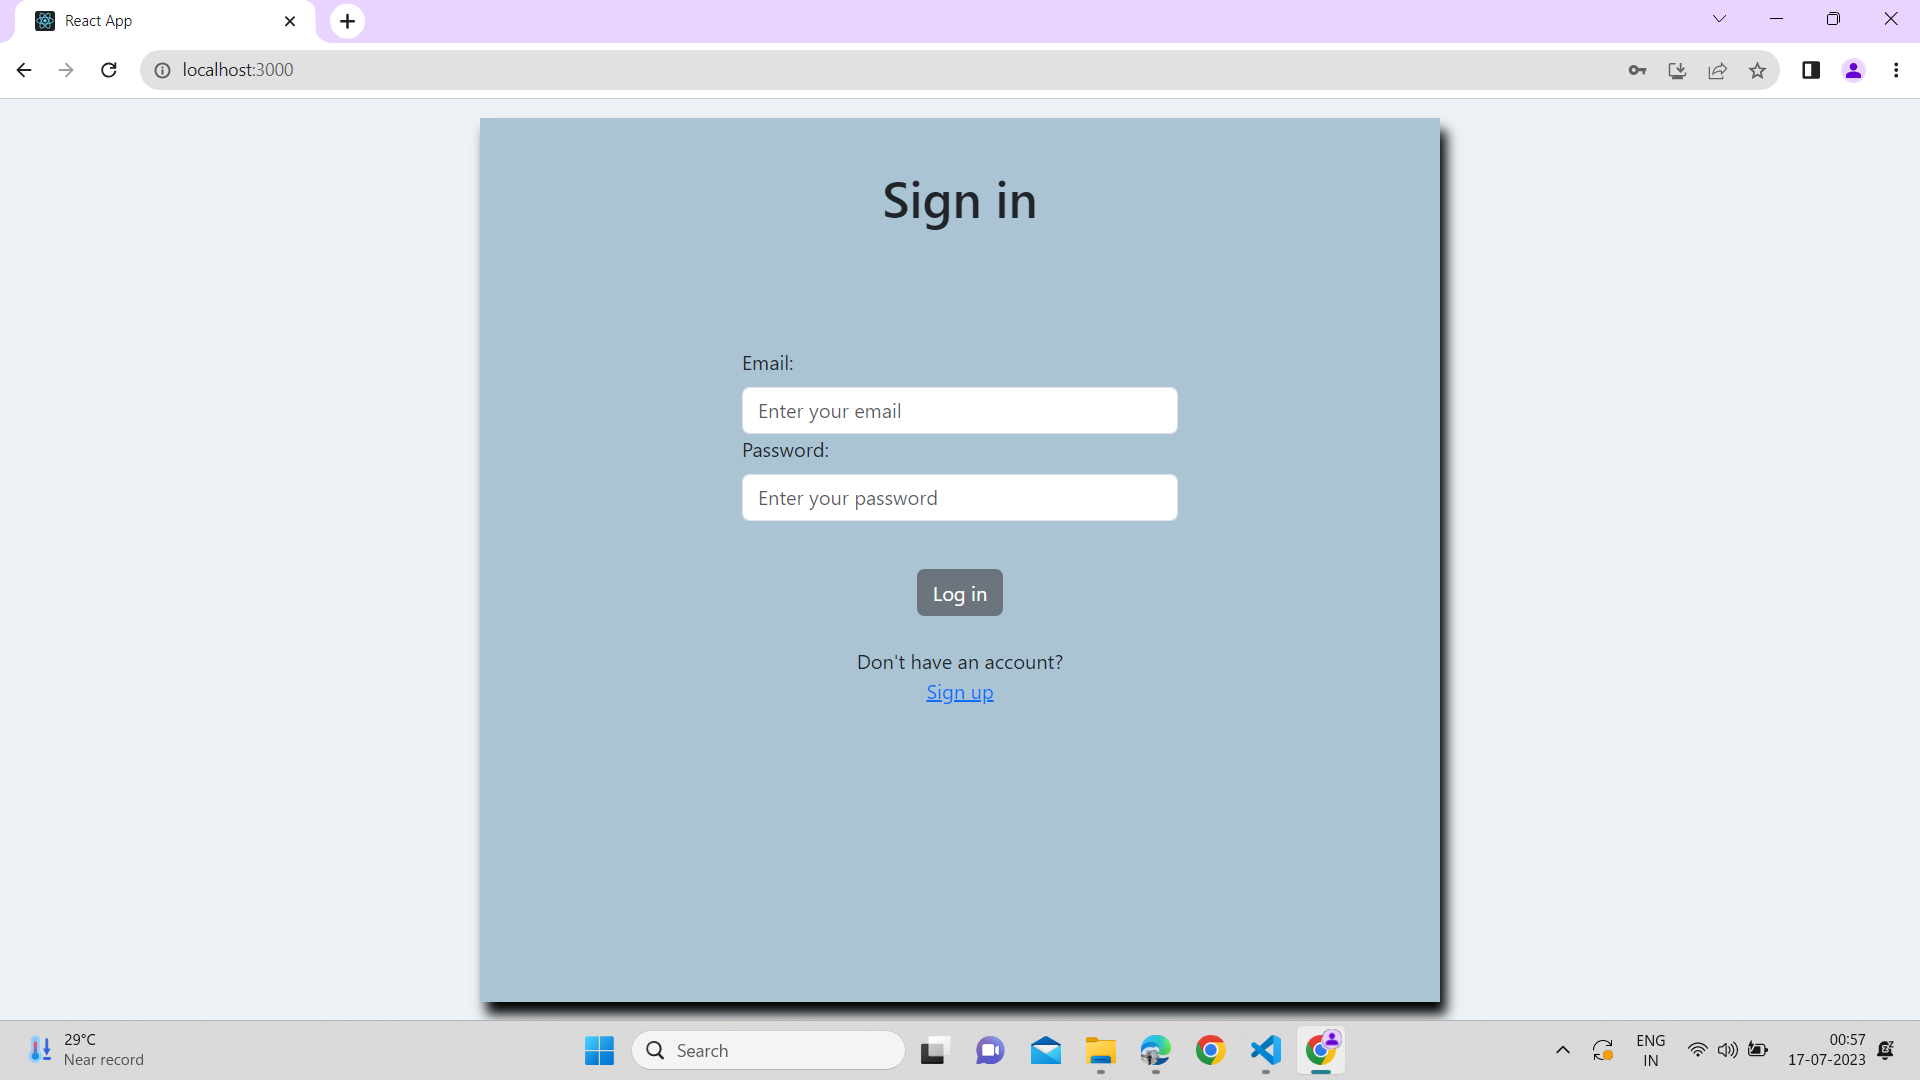 React App
localhost:3000
Sign in
Email:
Enter your email
Password:
Enter your password
Log in
Don't have an account?
Sign up
29°C
Near record
Search
ENG
IN
00:57
17-07-2023